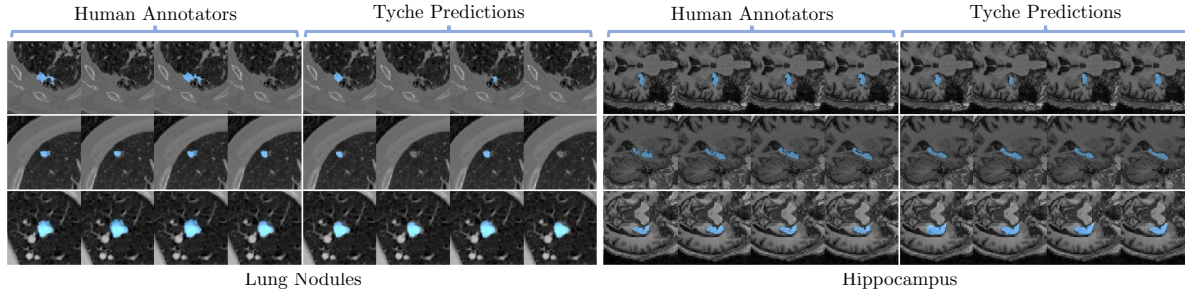 Human Annotators Tyche Predictions Human Annotators Tyche Predictions
Lung Nodules Hippocampus